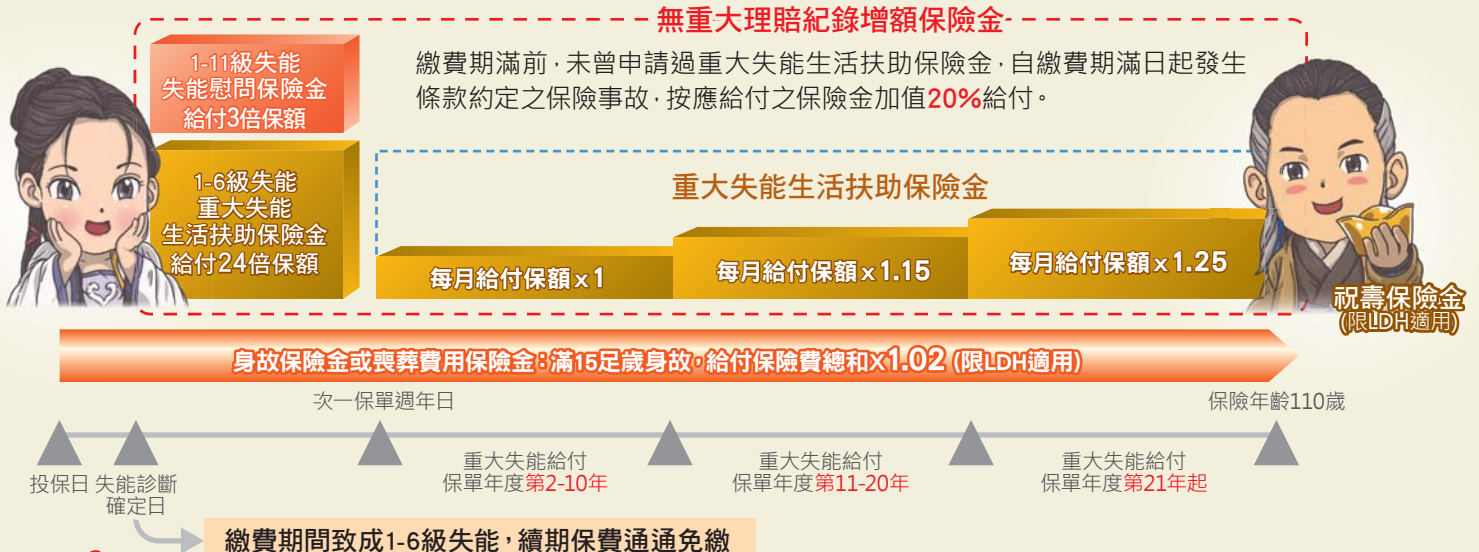 無重大理賠紀錄增額保險金
1-11級失能
失能慰問保險金
給付3倍保額
繳費期滿前，未曾申請過重大失能生活扶助保險金，自繳費期滿日起發生
條款約定之保險事故，按應給付之保險金加值20%給付。
1-6級失能
重大失能
生活扶助保險金
給付24倍保額
重大失能生活扶助保險金
每月給付保額x1
每月給付保額x1.15
每月給付保額x1.25
祝壽保險金
(限LDH適用)
身故保險金或喪葬費用保險金：滿15足歲身故，給付保險費總和X1.02 (限LDH適用)
次一保單週年日
保險年齡110歲
投保日
失能診斷
確定日
重大失能給付
保單年度第2-10年
重大失能給付
保單年度第11-20年
重大失能給付
保單年度第21年起
繳費期間致成1-6級失能，續期保費通通免繳